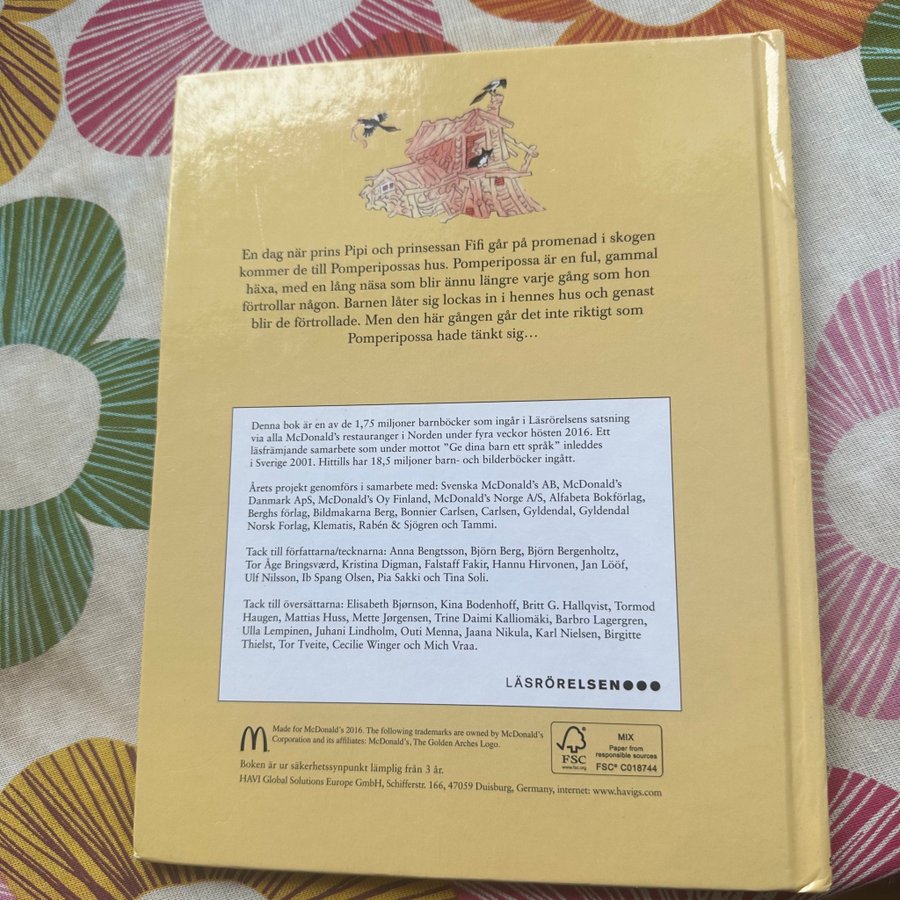 En dag när prins Pipi och prinsessan Fifi går på promenad i skogen
kommer de till Pomperipossas hus. Pomperipossa är en ful, gammal
häxa, med en lång näsa som blir ännu längre varje gång som hon
förtrollar någon. Barnen låter sig lockas in i hennes hus och genast
blir de förtrollade. Men den här gången går det inte riktigt som
Pomperipossa hade tänkt sig…
Denna bok är en av de 1,75 miljoner barnböcker som ingår i Läsrörelsens satsning
via alla McDonald's restauranger i Norden under fyra veckor hösten 2016. Ett
läsfrämjande samarbete som under mottot ”Ge dina barn ett språk” inleddes
i Sverige 2001. Hittills har 18,5 miljoner barn- och bilderböcker ingått.
Årets projekt genomförs i samarbete med: Svenska McDonald's AB, McDonald's
Danmark ApS, McDonald's Oy Finland, McDonald's Norge A/S, Alfabeta Bokförlag,
Berghs förlag, Bildmakarna Berg, Bonnier Carlsen, Carlsen, Gyldendal, Gyldendal
Norsk Forlag, Klematis, Rabén & Sjögren och Tammi.
Tack till författarna/tecknarna: Anna Bengtsson, Björn Berg, Björn Bergenholtz,
Tor Åge Bringsværd, Kristina Digman, Falstaff Fakir, Hannu Hirvonen, Jan Lööf,
Ulf Nilsson, Ib Spang Olsen, Pia Sakki och Tina Soli.
Tack till översättarna: Elisabeth Bjørnson, Kina Bodenhoff, Britt G. Hallqvist, Tormod
Haugen, Mattias Huss, Mette Jørgensen, Trine Daimi Kalliomäki, Barbro Lagergren,
Ulla Lempinen, Juhani Lindholm, Outi Menna, Jaana Nikula, Karl Nielsen, Birgitte
Thielst, Tor Tveite, Cecilie Winger og Mich Vraa.
LÄSRÖRELSEN●●●
Made for McDonald's 2016. The following trademarks are owned by McDonald's
Corporation and its affiliates: McDonald's, The Golden Arches Logo.
Boken är ur säkerhetssynpunkt lämplig från 3 år.
HAVI Global Solutions Europe GmbH, Schifferstr. 166, 47059 Duisburg, Germany, internet: www.havigs.com
FSC
www.fsc.org
MIX
Paper from
responsible sources
FSC® C018744